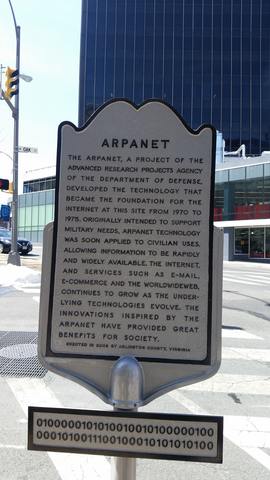 ARPANET
THE ARPANET, A PROJECT OF THE
ADVANCED RESEARCH PROJECTS AGENCY
OF THE DEPARTMENT OF DEFENSE,
DEVELOPED THE TECHNOLOGY THAT
BECAME THE FOUNDATION FOR THE
INTERNET AT THIS SITE FROM 1970 TO
1975. ORIGINALLY INTENDED TO SUPPORT
MILITARY NEEDS, ARPANET TECHNOLOGY
WAS SOON APPLIED TO CIVILIAN USES,
ALLOWING INFORMATION TO BE RAPIDLY
AND WIDELY AVAILABLE. THE INTERNET,
AND SERVICES SUCH AS E-MAIL,
E-COMMERCE AND THE WORLDWIDEWEB,
CONTINUES TO GROW AS THE UNDER-
LYING TECHNOLOGIES EVOLVE. THE
INNOVATIONS INSPIRED BY THE
ARPANET HAVE PROVIDED GREAT
BENEFITS FOR SOCIETY.
ERECTED IN 2008 BY ARLINGTON COUNTY, VIRGINIA
010000010101001001010000 0100
000101001110010001010101 0100